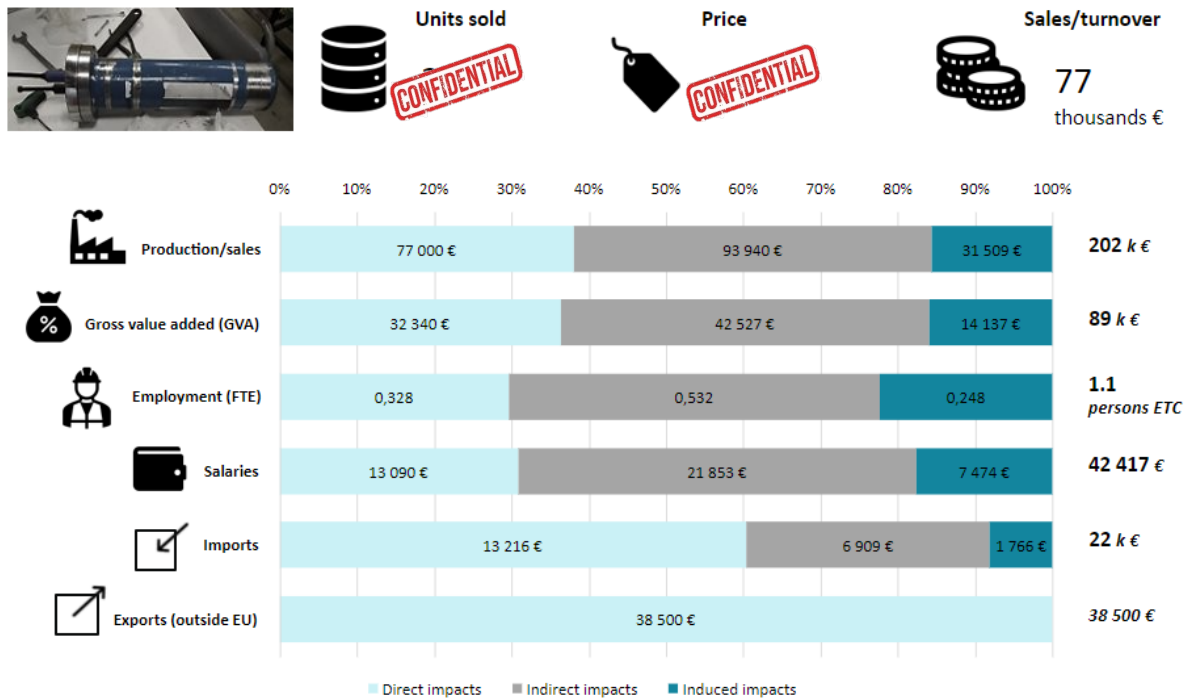 Units sold
CONFIDENTIAL
Price
CONFIDENTIAL
Sales/turnover
77
thousands €
0% 10% 20% 30% 40% 50% 60% 70% 80% 90% 100%
Production/sales 77 000 € 93 940 € 31 509 € 202 k €
% Gross value added (GVA) 32 340 € 42 527 € 14 137 € 89 k €
Employment (FTE) 0,328 0,532 0,248 1.1
persons ETC
Salaries 13 090 € 21 853 € 7 474 € 42 417 €
Imports 13 216 € 6 909 € 1 766 € 22 k €
Exports (outside EU) 38 500 € 38 500 €
Direct impacts Indirect impacts Induced impacts